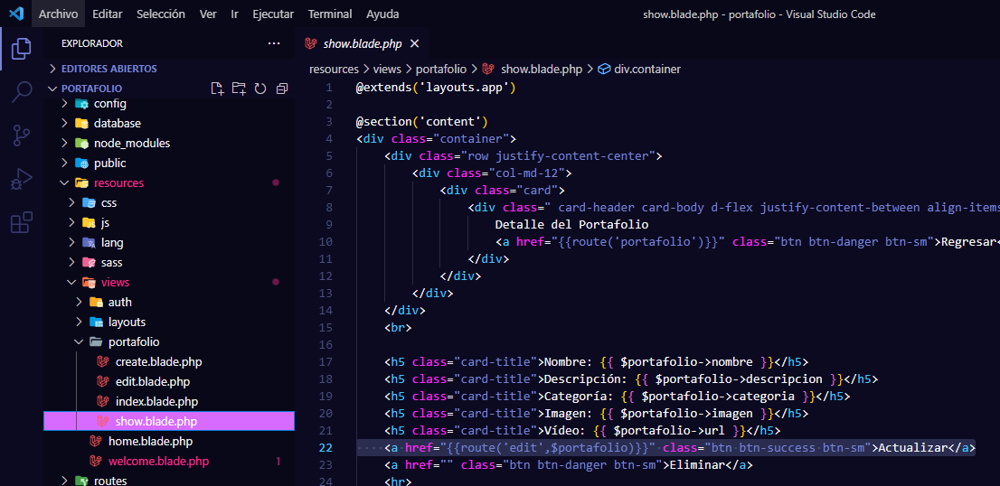 Archivo Editar Selección Ver Ir Ejecutar Terminal Ayuda show.blade.php - portafolio - Visual Studio Code
EXPLORADOR ···
EDITORES ABIERTOS
PORTAFOLIO
config
database
node_modules
public
resources
css
js
lang
sass
views
auth
layouts
portafolio
create.blade.php
edit.blade.php
index.blade.php
show.blade.php
home.blade.php
welcome.blade.php 1
routes
show.blade.php
resources > views > portafolio > show.blade.php > div.container
1 @extends('layouts.app')
2
3 @section('content')
4 <div class="container">
5 <div class="row justify-content-center">
6 <div class="col-md-12">
7 <div class="card">
8 <div class=" card-header card-body d-flex justify-content-between align-items
9 Detalle del Portafolio
10 <a href="{{route('portafolio')}}" class="btn btn-danger btn-sm">Regresar<
11 </div>
12 </div>
13 </div>
14 </div>
15 <br>
16
17 <h5 class="card-title">Nombre: {{ $portafolio->nombre }}</h5>
18 <h5 class="card-title">Descripción: {{ $portafolio->descripcion }}</h5>
19 <h5 class="card-title">Categoría: {{ $portafolio->categoria }}</h5>
20 <h5 class="card-title">Imagen: {{ $portafolio->imagen }}</h5>
21 <h5 class="card-title">Vídeo: {{ $portafolio->url }}</h5>
22 <a href="{{route('edit',$portafolio)}}" class="btn btn-success btn-sm">Actualizar</a>
23 <a href="" class="btn btn-danger btn-sm">Eliminar</a>
24 <hr>